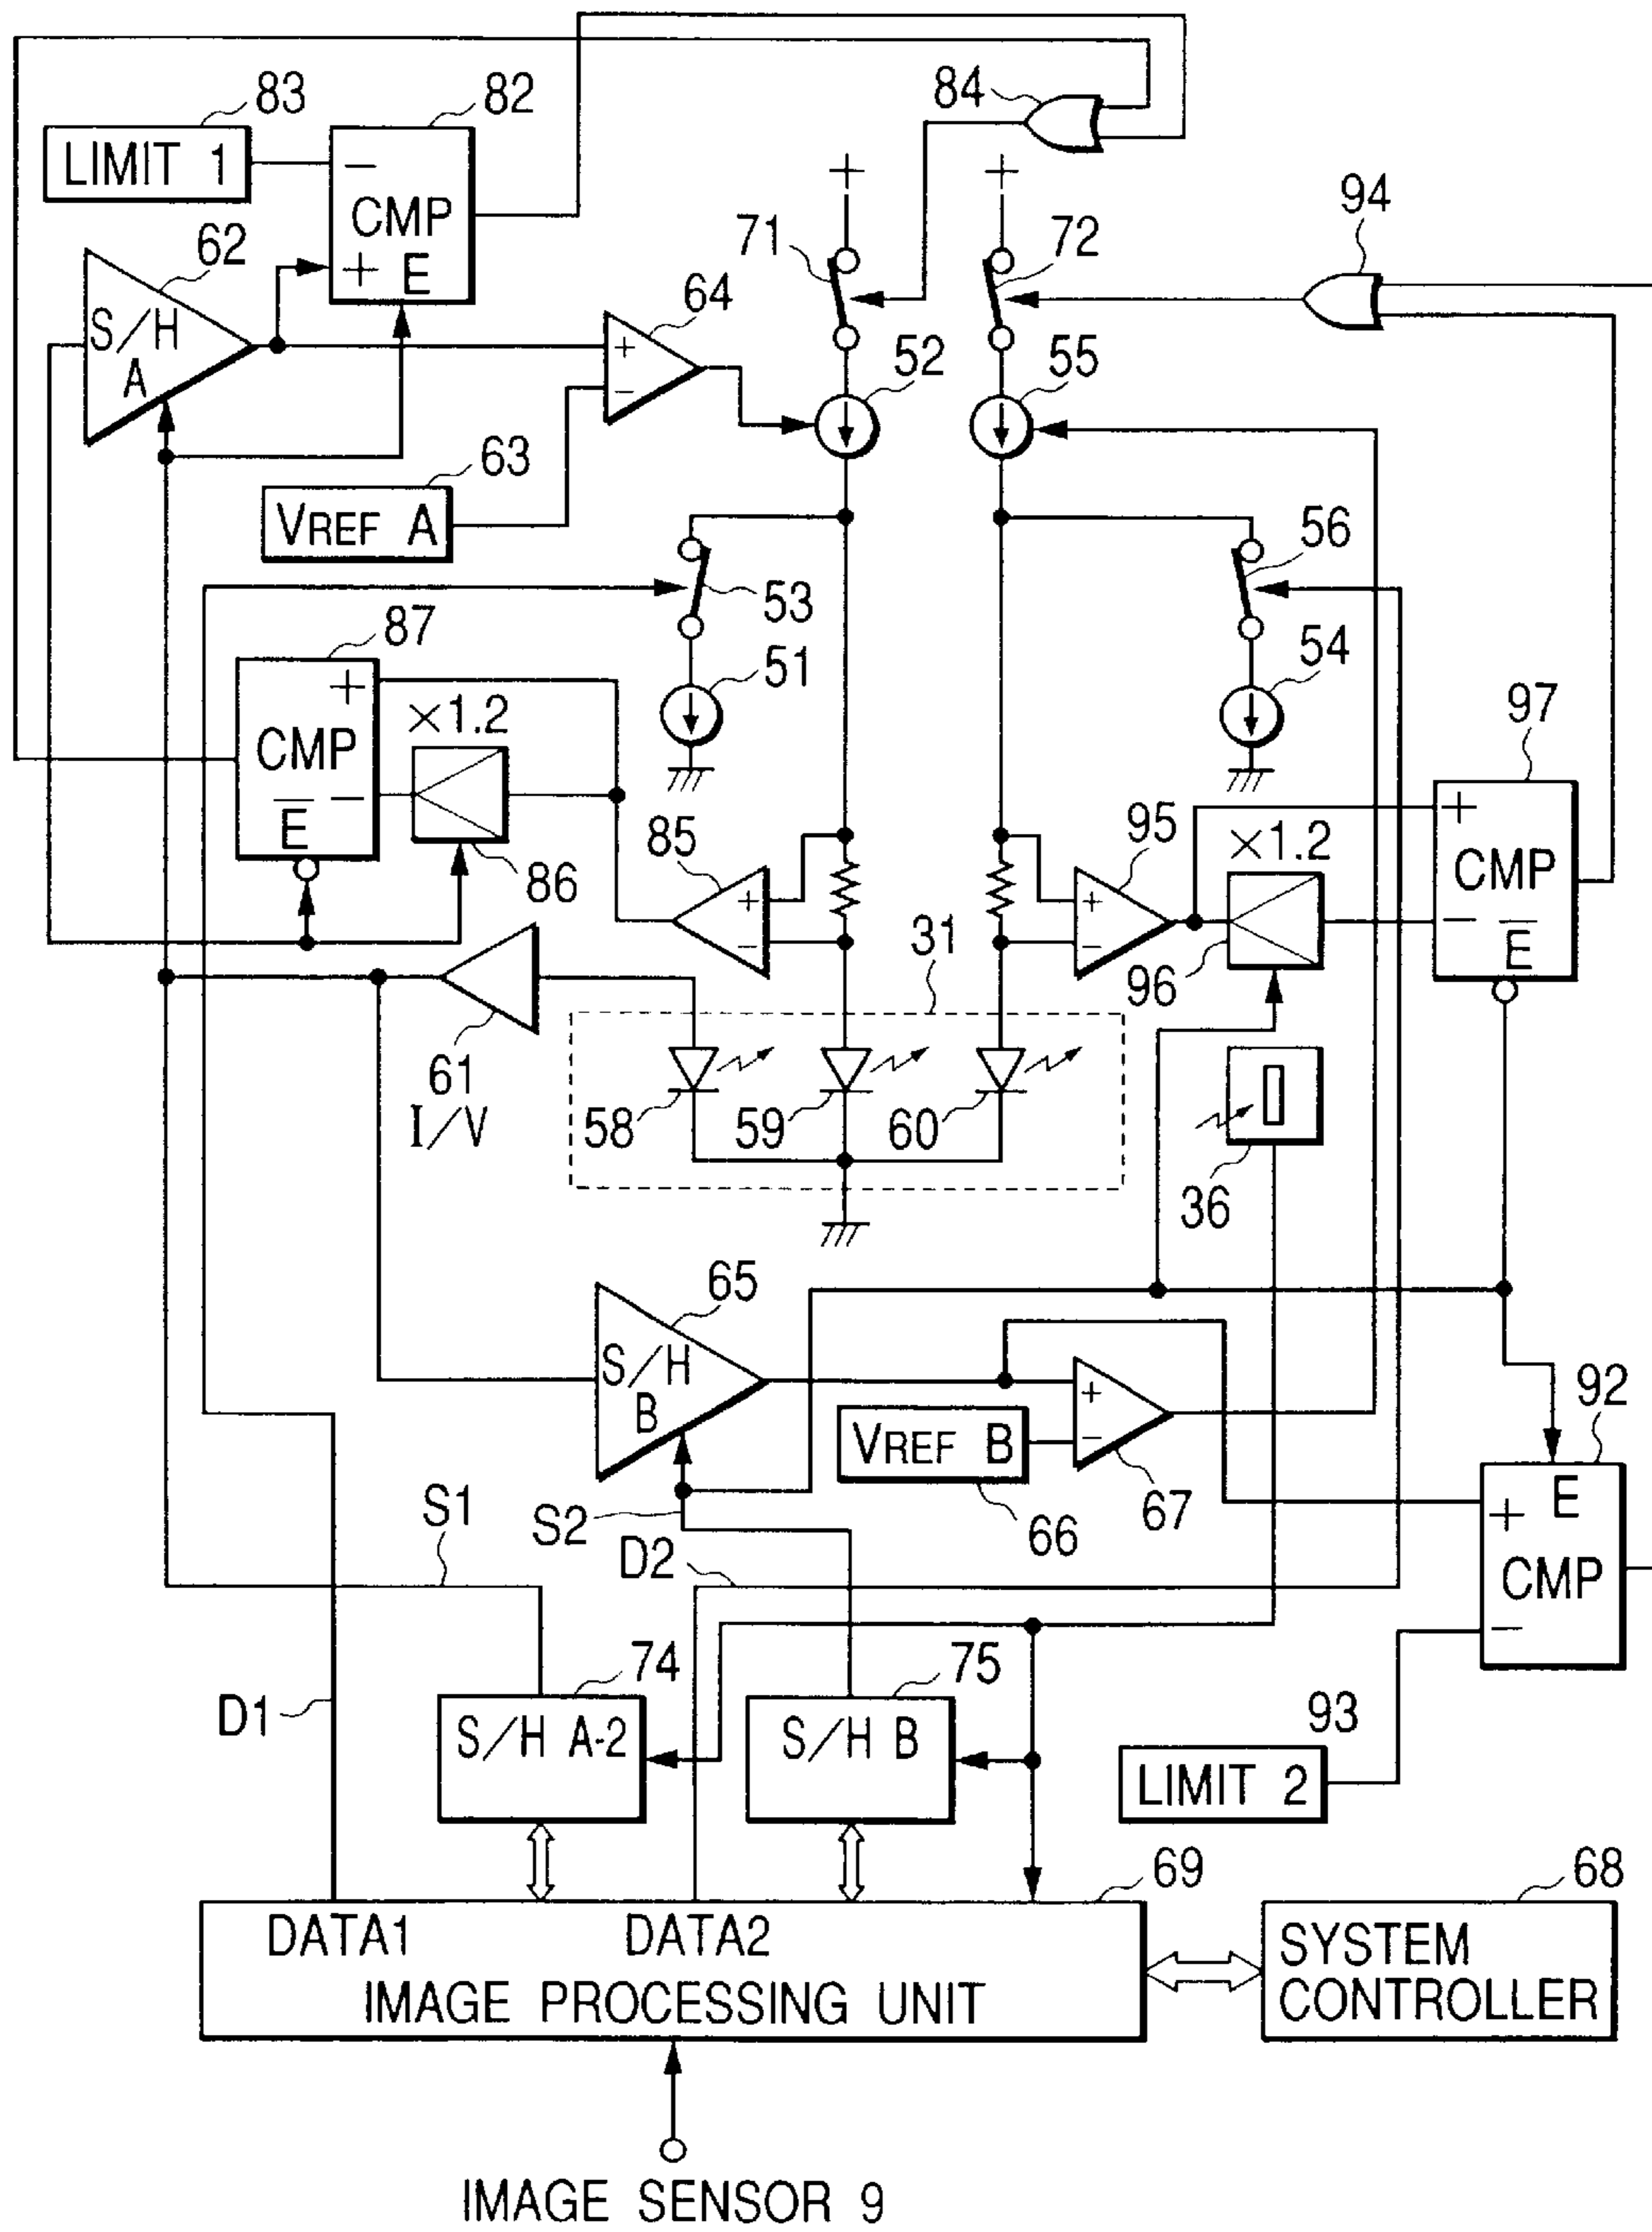 83
82
84
LIMIT 1
−
CMP
+ E
94
62
71
72
+
+
S/H
A
64
+
−
52
55
63
VREF A
53
56
87
+
CMP
−
E
×1.2
51
54
97
86
85
+
−
95
+
−
×1.2
96
+
CMP
−
E
31
61
I/V
58
59
60
36
65
S/H
B
+
−
VREF B
66
67
92
E
+
CMP
−
S1
S2
D2
74
75
93
D1
S/H A-2
S/H B
LIMIT 2
69
68
DATA1
DATA2
IMAGE PROCESSING UNIT
SYSTEM
CONTROLLER
IMAGE SENSOR 9